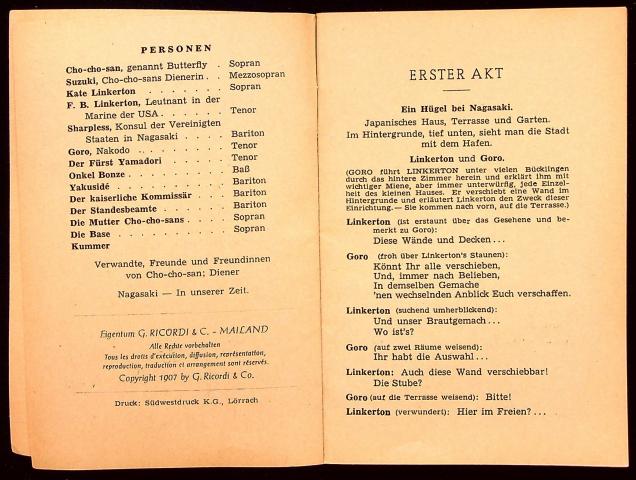 PERSONEN
Cho-cho-san, genannt Butterfly . Sopran
Suzuki, Cho-cho-sans Dienerin . . Mezzosopran
Kate Linkerton . . . . . . Sopran
F. B. Linkerton, Leutnant in der
Marine der USA . . . . . . Tenor
Sharpless, Konsul der Vereinigten
Staaten in Nagasaki . . . . . Bariton
Goro, Nakodo . . . . . . . Tenor
Der Fürst Yamadori . . . . . Tenor
Onkel Bonze . . . . . . . Baß
Yakusidé . . . . . . . . Bariton
Der kaiserliche Kommissär . . . Bariton
Der Standesbeamte . . . . . Bariton
Die Mutter Cho-cho-sans . . . . Sopran
Die Base . . . . . . . . Sopran
Kummer
Verwandte, Freunde und Freundinnen
von Cho-cho-san; Diener
Nagasaki — In unserer Zeit.
Eigentum G. RICORDI & C. - MAILAND
Alle Rechte vorbehalten
Tous les droits d'exécution, diffusion, représentation,
reproduction, traduction et arrangement sont réservés.
Copyright 1907 by G. Ricordi & Co.
Druck: Südwestdruck K.G., Lörrach
ERSTER AKT
Ein Hügel bei Nagasaki.
Japanisches Haus, Terrasse und Garten.
Im Hintergrunde, tief unten, sieht man die Stadt
mit dem Hafen.
Linkerton und Goro.
(GORO führt LINKERTON unter vielen Bücklingen
durch das hintere Zimmer herein und erklärt ihm mit
wichtiger Miene, aber immer unterwürfig, jede Einzel-
heit des kleinen Hauses. Er verschiebt eine Wand im
Hintergrunde und erläutert Linkerton den Zweck dieser
Einrichtung. — Sie kommen nach vorn, auf die Terrasse.)
Linkerton (ist erstaunt über das Gesehene und be-
merkt zu Goro):
Diese Wände und Decken . . .
Goro (froh über Linkerton's Staunen):
Könnt Ihr alle verschieben,
Und, immer nach Belieben,
In demselben Gemache
'nen wechselnden Anblick Euch verschaffen.
Linkerton (suchend umherblickend):
Und unser Brautgemach . . .
Wo ist's?
Goro (auf zwei Räume weisend):
Ihr habt die Auswahl . . .
Linkerton: Auch diese Wand verschiebbar!
Die Stube?
Goro (auf die Terrasse weisend): Bitte!
Linkerton (verwundert): Hier im Freien? . . .